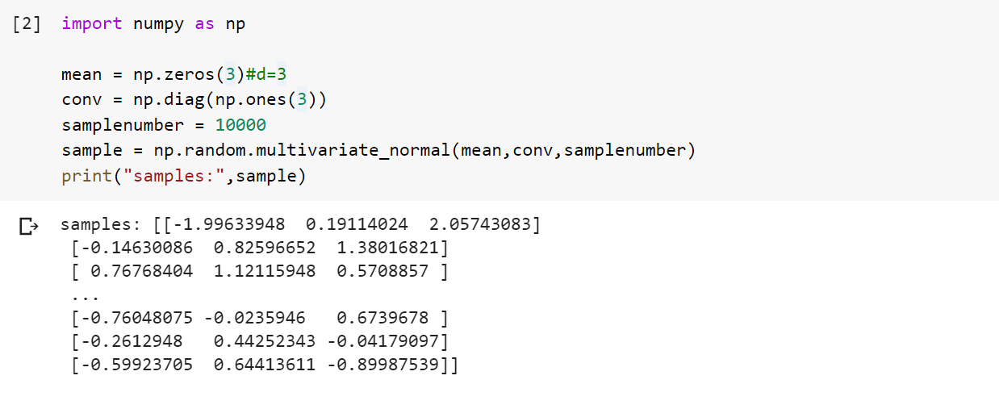 [2] import numpy as np
mean = np.zeros(3)#d=3
conv = np.diag(np.ones(3))
samplenumber = 10000
sample = np.random.multivariate_normal(mean,conv,samplenumber)
print("samples:",sample)
samples: [[-1.99633948  0.19114024  2.05743083]
 [-0.14630086  0.82596652  1.38016821]
 [ 0.76768404  1.12115948  0.5708857 ]
 ...
 [-0.76048075 -0.0235946   0.6739678 ]
 [-0.2612948   0.44252343 -0.04179097]
 [-0.59923705  0.64413611 -0.89987539]]